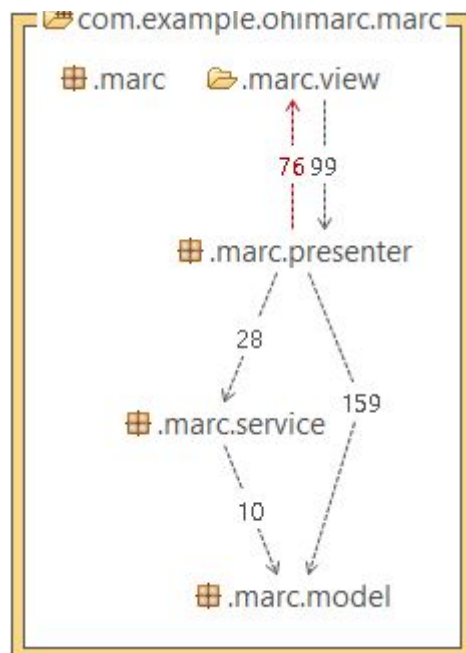 com.example.ohimarc.marc
.marc .marc.view
76 99
.marc.presenter
28
159
.marc.service
10
.marc.model